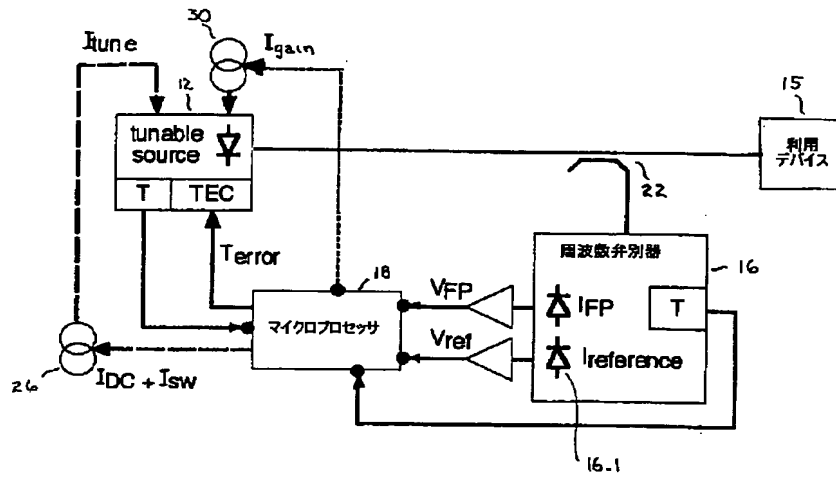 30
Itune
Igain
12
15
tunable
source
利用
デバイス
T
TEC
22
Terror
18
周波数弁別器
16
VFP
IFP
T
マイクロプロセッサ
Vref
Ireference
26
IDC + Isw
16-1